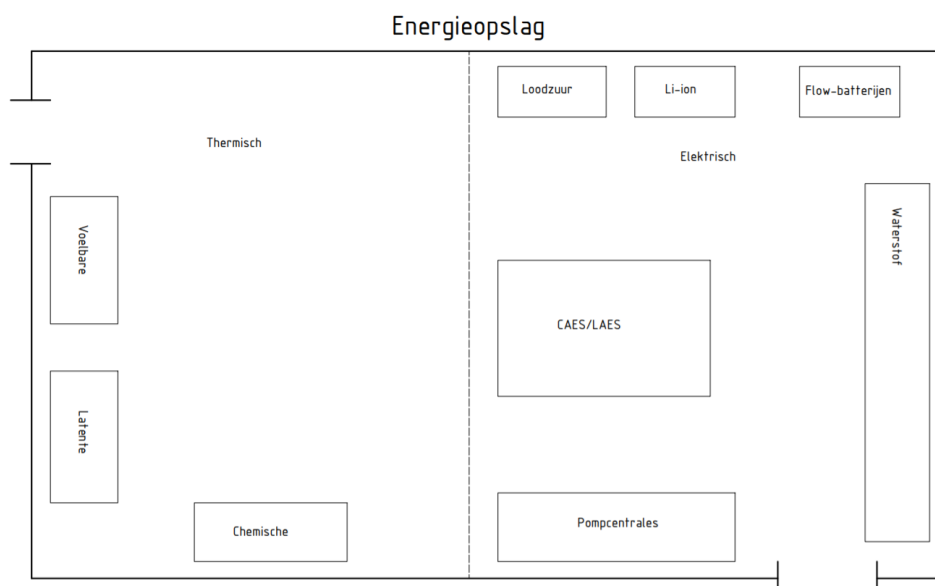 Energieopslag
Loodzuur
Li-ion
Flow-batterijen
Thermisch
Elektrisch
Voelbare
Waterstof
CAES/LAES
Latente
Chemische
Pompcentrales